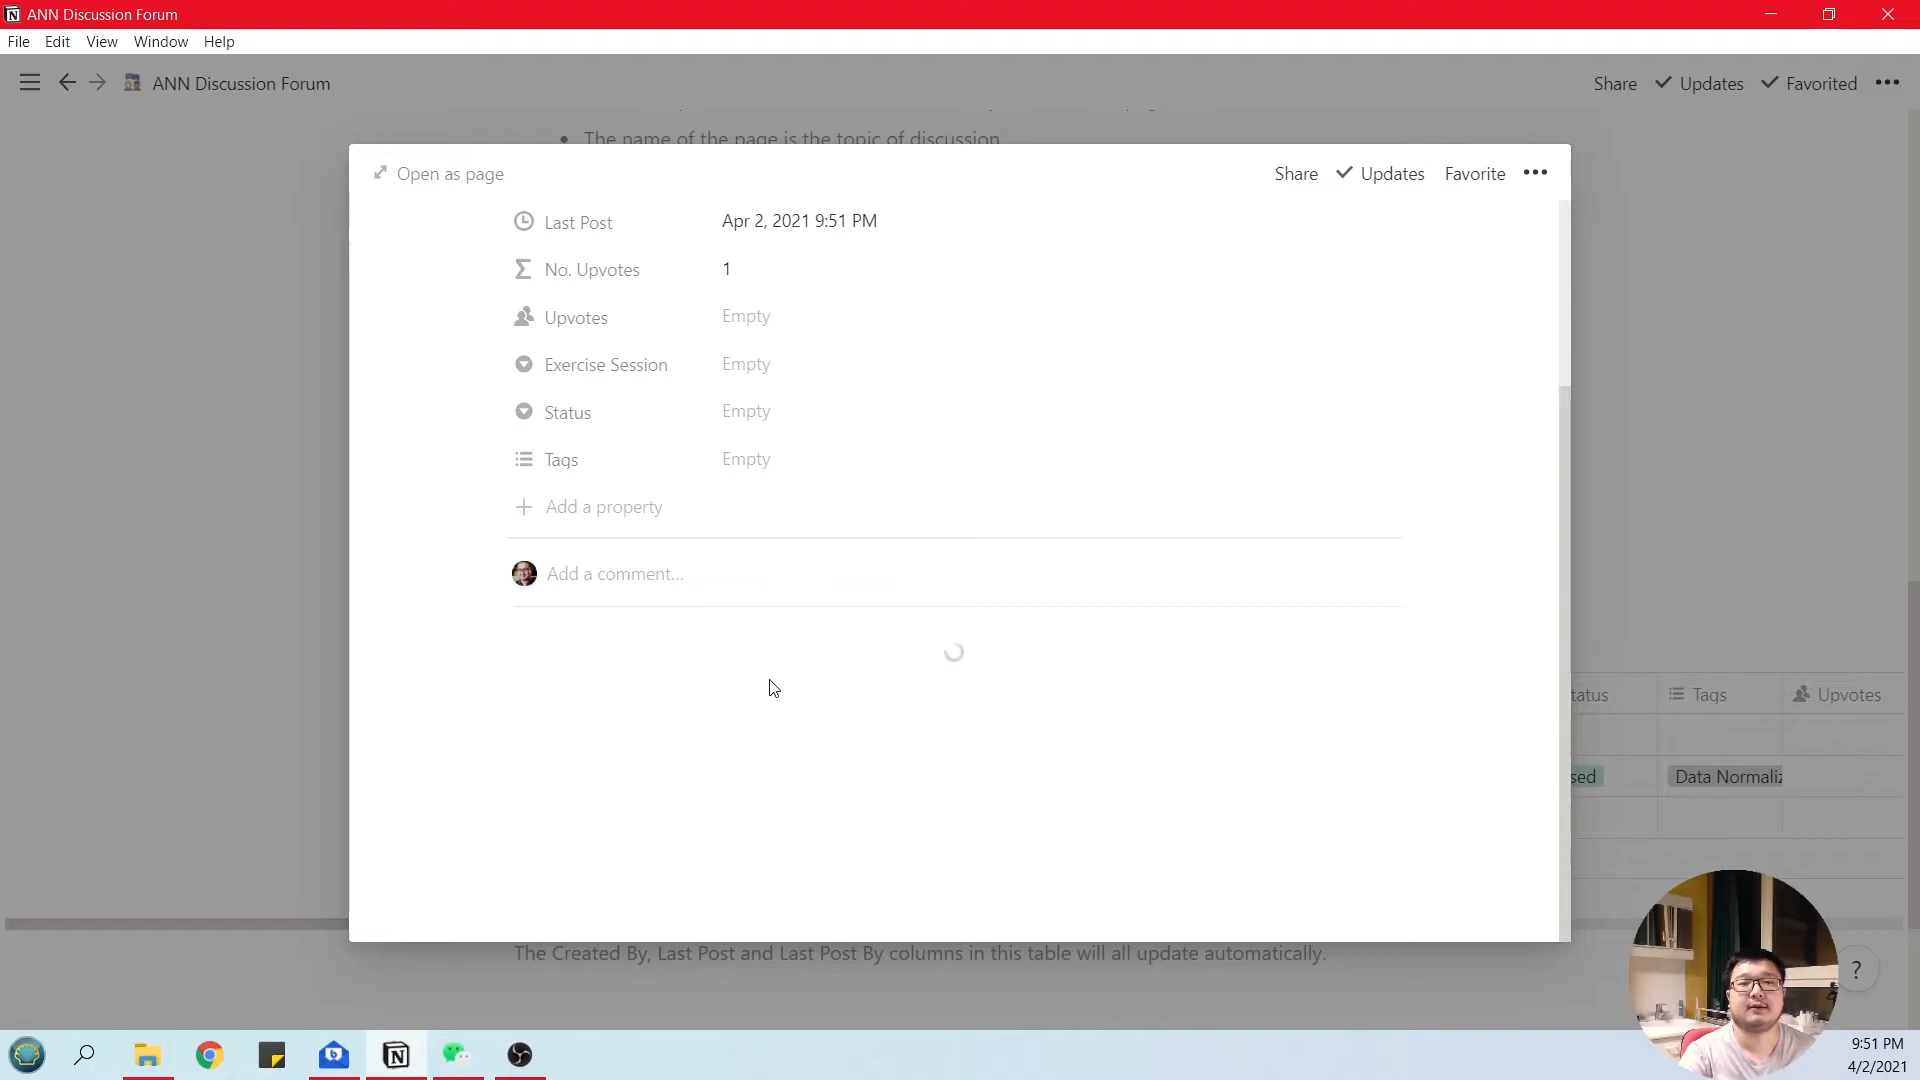 ANN Discussion Forum
File Edit View Window Help
ANN Discussion Forum
Share Updates Favorited
The name of the page is the topic of discussion
Open as page
Share Updates Favorite
Last Post Apr 2, 2021 9:51 PM
No. Upvotes 1
Upvotes Empty
Exercise Session Empty
Status Empty
Tags Empty
Add a property
Add a comment...
tatus Tags Upvotes
sed Data Normaliz
The Created By, Last Post and Last Post By columns in this table will all update automatically.
?
9:51 PM
4/2/2021